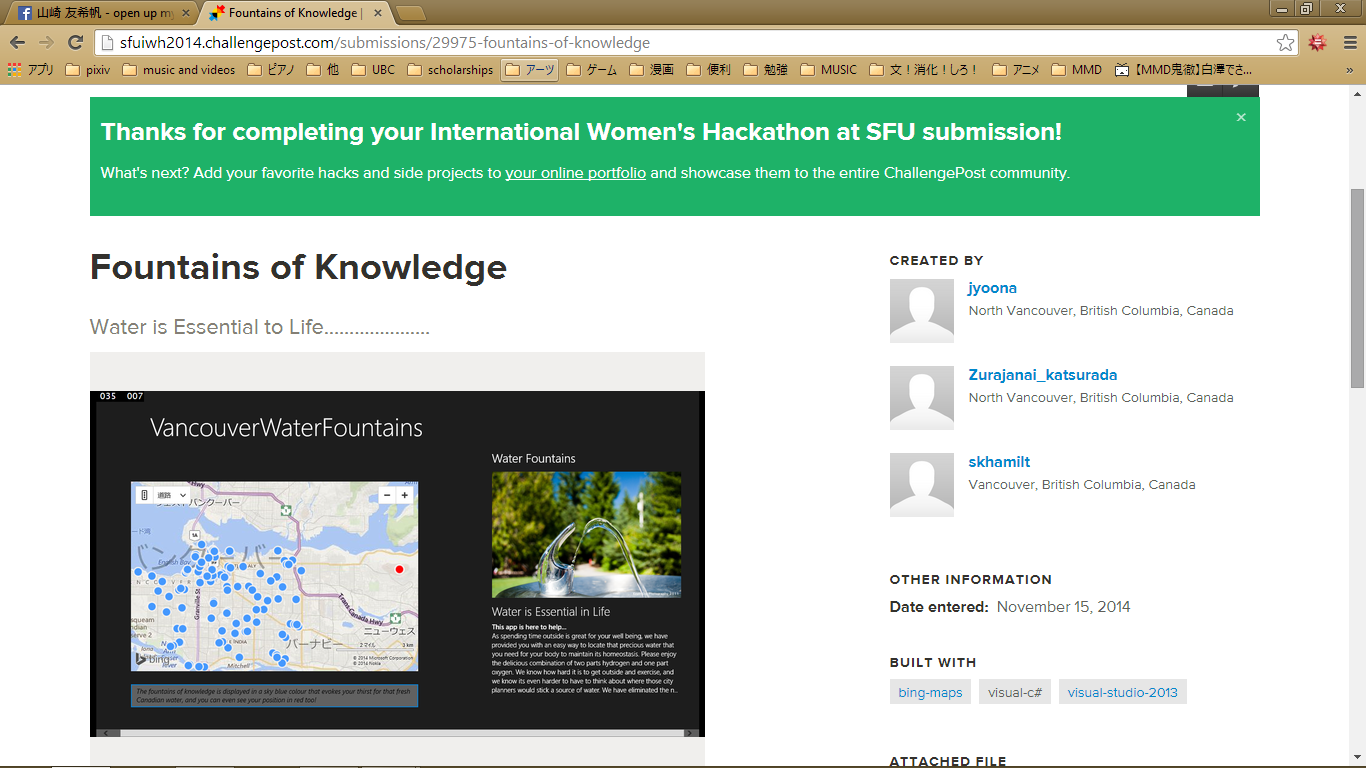 山崎 友希帆 - open up my
Fountains of Knowledge |
sfuiwh2014.challengepost.com/submissions/29975-fountains-of-knowledge
アプリ pixiv music and videos ピアノ 他 UBC scholarships アーツ ゲーム 漫画 便利 勉強 MUSIC 文！消化！しろ！ アニメ MMD 【MMD鬼徹】白澤でさ... »
Thanks for completing your International Women's Hackathon at SFU submission!
What's next? Add your favorite hacks and side projects to your online portfolio and showcase them to the entire ChallengePost community.
Fountains of Knowledge
Water is Essential to Life.....................
035 007
VancouverWaterFountains
道路
バンクーバー
English Bay
Granville St
Trans-Canada Hwy
ニューウェス
バーナビー
Mitchell
bing
2 マイル 3 km
© 2014 Microsoft Corporation
© 2014 Nokia
The fountains of knowledge is displayed in a sky blue colour that evokes your thirst for that fresh
Canadian water, and you can even see your position in red too!
Water Fountains
Water is Essential in Life
This app is here to help...
As spending time outside is great for your well being, we have
provided you with an easy way to locate that precious water that
you need for your body to maintain its homeostasis. Please enjoy
the delicious combination of two parts hydrogen and one part
oxygen. We know how hard it is to get outside and exercise, and
we know its even harder to have to think about where those city
planners would stick a source of water. We have eliminated the n..
CREATED BY
jyoona
North Vancouver, British Columbia, Canada
Zurajanai_katsurada
North Vancouver, British Columbia, Canada
skhamilt
Vancouver, British Columbia, Canada
OTHER INFORMATION
Date entered: November 15, 2014
BUILT WITH
bing-maps visual-c# visual-studio-2013
ATTACHED FILE